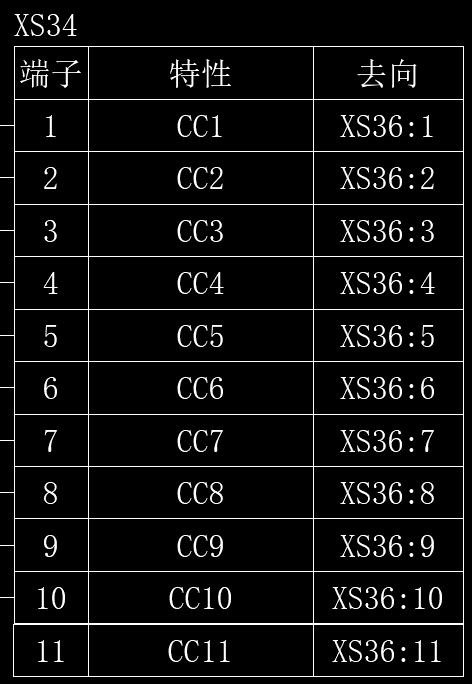 XS34
端子 特性 去向
1 CC1 XS36:1
2 CC2 XS36:2
3 CC3 XS36:3
4 CC4 XS36:4
5 CC5 XS36:5
6 CC6 XS36:6
7 CC7 XS36:7
8 CC8 XS36:8
9 CC9 XS36:9
10 CC10 XS36:10
11 CC11 XS36:11